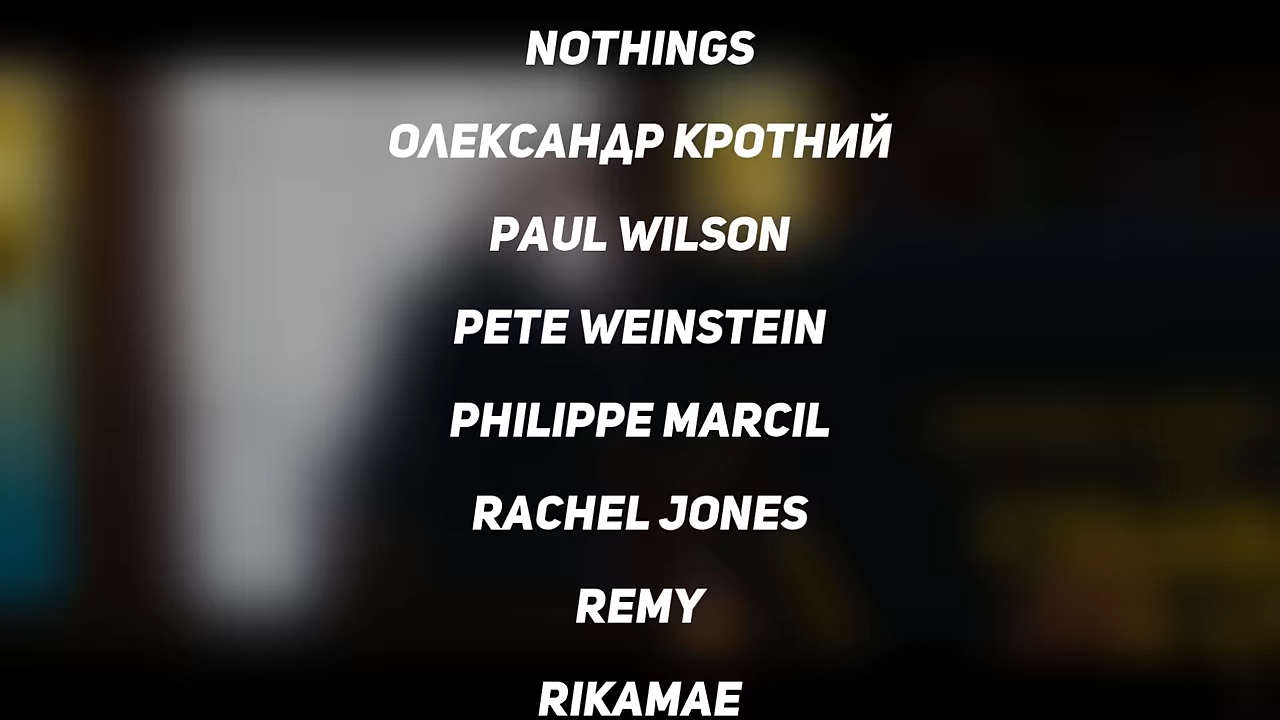 NOTHINGS
ОЛЕКСАНДР КРОТНИЙ
PAUL WILSON
PETE WEINSTEIN
PHILIPPE MARCIL
RACHEL JONES
REMY
RIKAMAE